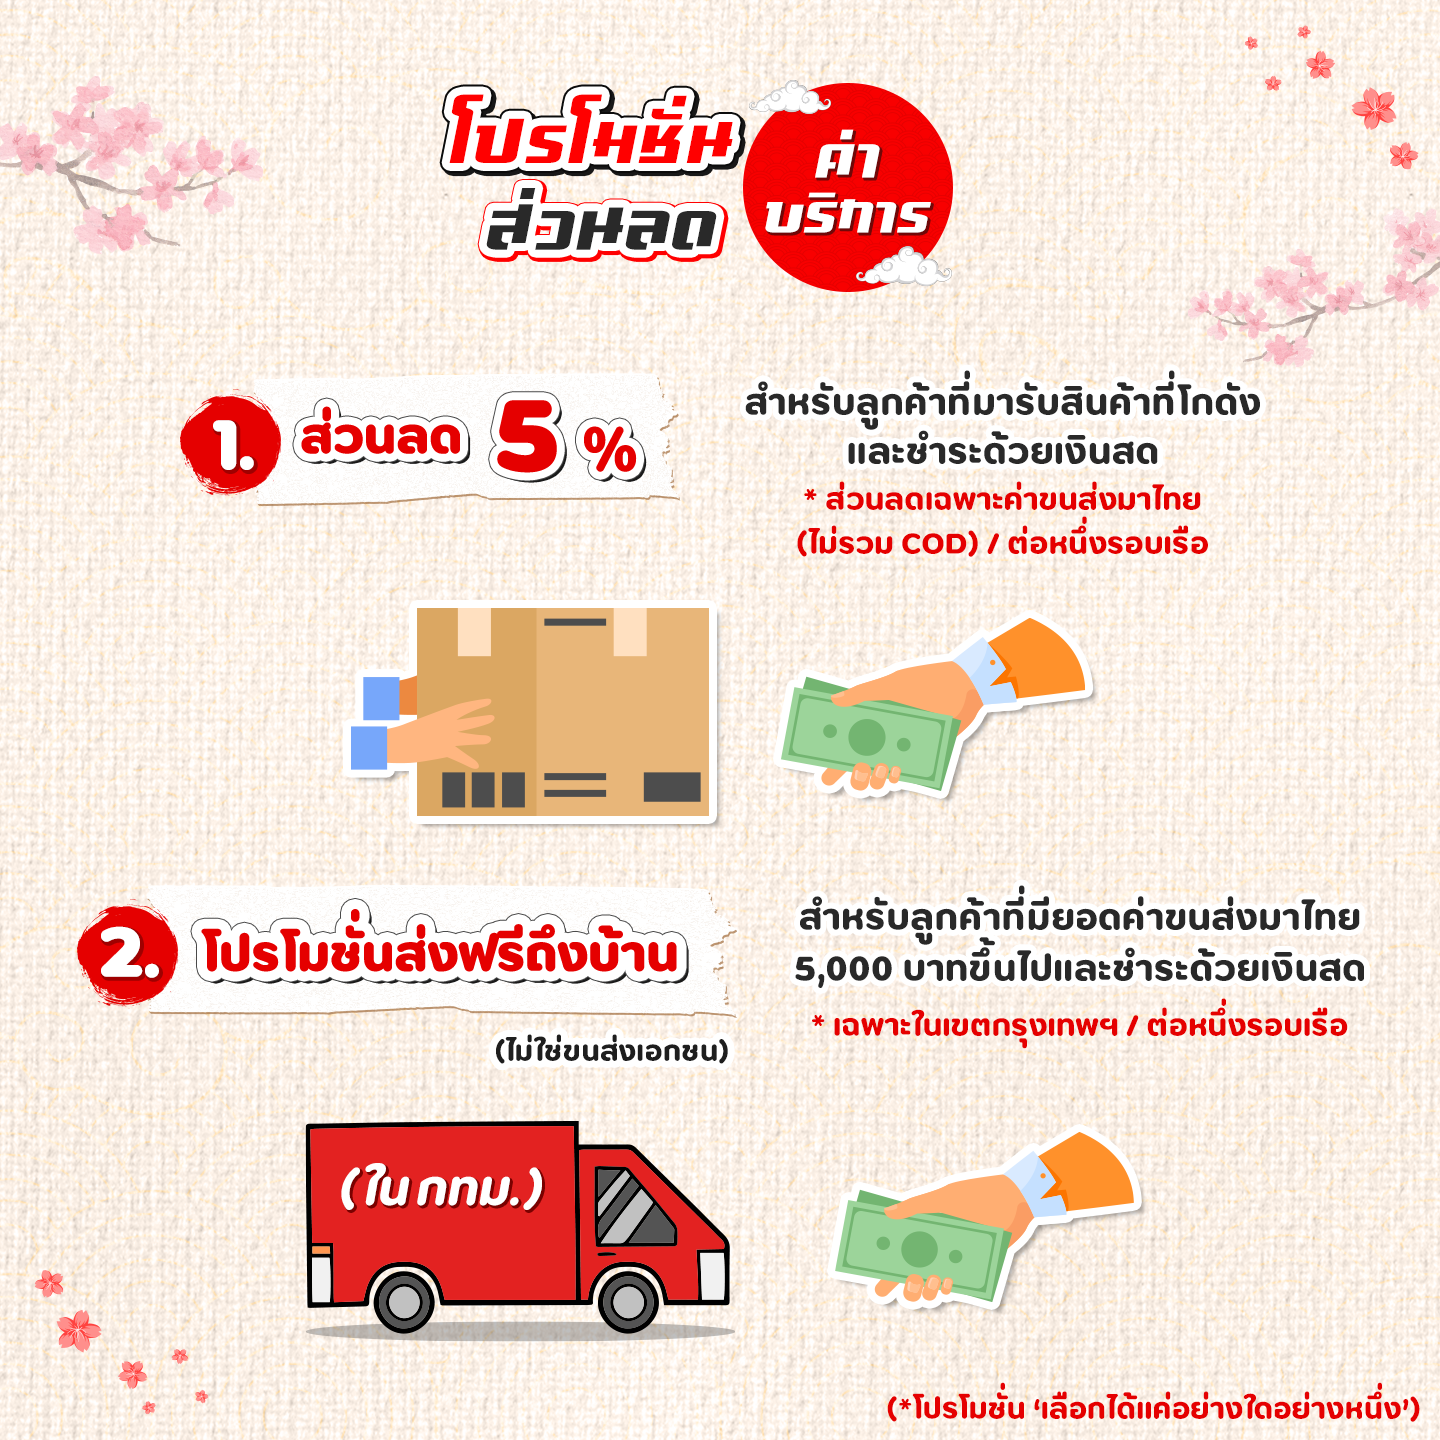 โปรโมชั่น
ส่วนลด
ค่า
บริการ
1. ส่วนลด 5 %
สำหรับลูกค้าที่มารับสินค้าที่โกดัง
และชำระด้วยเงินสด
* ส่วนลดเฉพาะค่าขนส่งมาไทย
(ไม่รวม COD) / ต่อหนึ่งรอบเรือ
2. โปรโมชั่นส่งฟรีถึงบ้าน
(ไม่ใช่ขนส่งเอกชน)
สำหรับลูกค้าที่มียอดค่าขนส่งมาไทย
5,000 บาทขึ้นไปและชำระด้วยเงินสด
* เฉพาะในเขตกรุงเทพฯ / ต่อหนึ่งรอบเรือ
(ใน กทม.)
(*โปรโมชั่น ‘เลือกได้แค่อย่างใดอย่างหนึ่ง’)